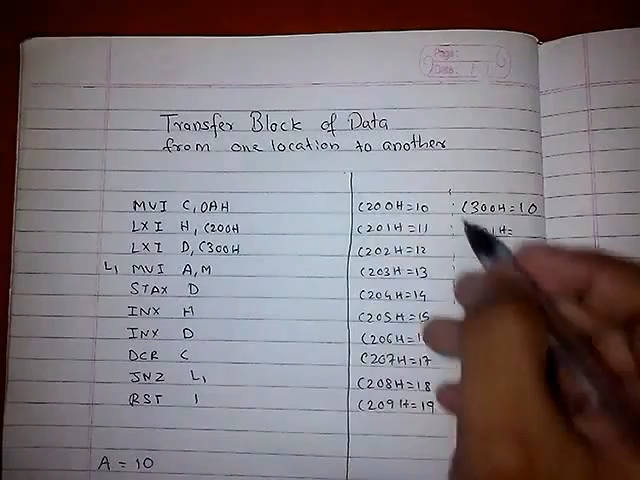 Page:
Date: / /
Transfer Block of Data
from one location to another
MVI C, 0AH
LXI H, C200H
LXI D, C300H
L1 MVI A, M
STAX D
INX H
INX D
DCR C
JNZ L1
RST 1
C200H = 10
C201H = 11
C202H = 12
C203H = 13
C204H = 14
C205H = 15
C206H =
C207H = 17
C208H = 18
C209H = 19
C300H = 10
1H =
A = 10